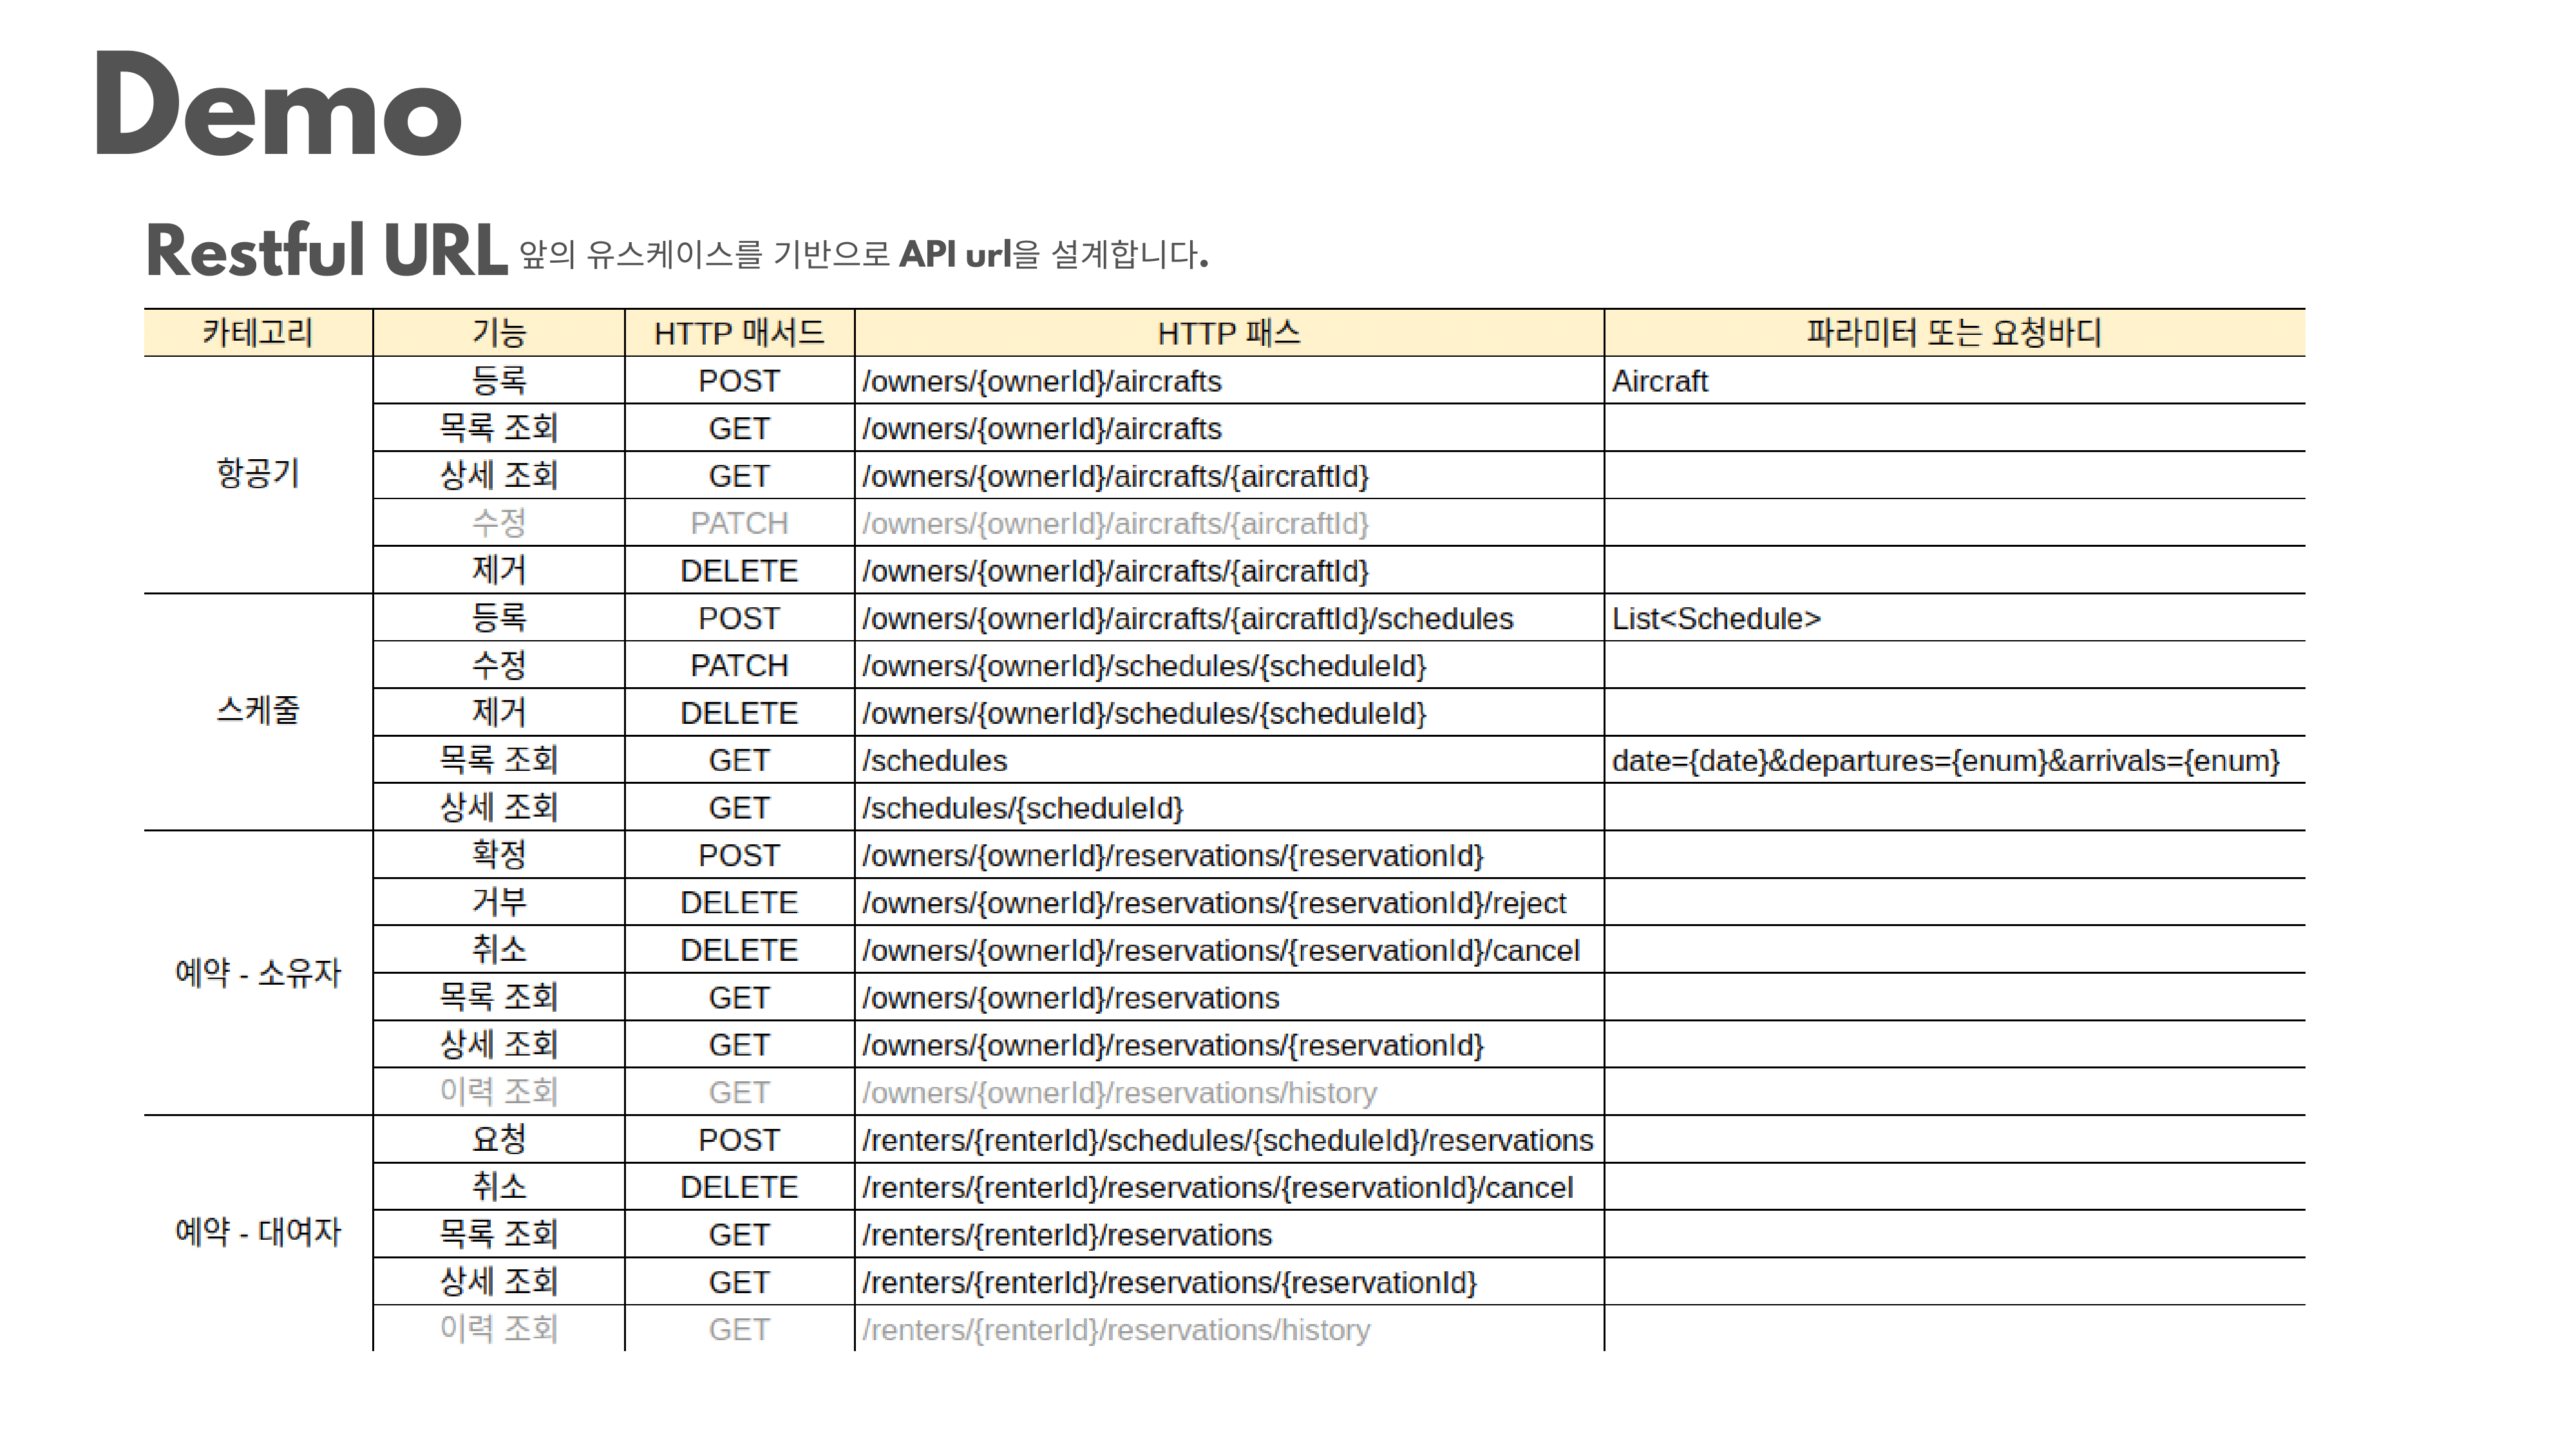 Demo
Restful URL 앞의 유스케이스를 기반으로 API url을 설계합니다.
카테고리 기능 HTTP 매서드 HTTP 패스 파라미터 또는 요청바디
항공기
등록 POST /owners/{ownerId}/aircrafts Aircraft
목록 조회 GET /owners/{ownerId}/aircrafts
상세 조회 GET /owners/{ownerId}/aircrafts/{aircraftId}
수정 PATCH /owners/{ownerId}/aircrafts/{aircraftId}
제거 DELETE /owners/{ownerId}/aircrafts/{aircraftId}
스케줄
등록 POST /owners/{ownerId}/aircrafts/{aircraftId}/schedules List<Schedule>
수정 PATCH /owners/{ownerId}/schedules/{scheduleId}
제거 DELETE /owners/{ownerId}/schedules/{scheduleId}
목록 조회 GET /schedules date={date}&departures={enum}&arrivals={enum}
상세 조회 GET /schedules/{scheduleId}
예약 - 소유자
확정 POST /owners/{ownerId}/reservations/{reservationId}
거부 DELETE /owners/{ownerId}/reservations/{reservationId}/reject
취소 DELETE /owners/{ownerId}/reservations/{reservationId}/cancel
목록 조회 GET /owners/{ownerId}/reservations
상세 조회 GET /owners/{ownerId}/reservations/{reservationId}
이력 조회 GET /owners/{ownerId}/reservations/history
예약 - 대여자
요청 POST /renters/{renterId}/schedules/{scheduleId}/reservations
취소 DELETE /renters/{renterId}/reservations/{reservationId}/cancel
목록 조회 GET /renters/{renterId}/reservations
상세 조회 GET /renters/{renterId}/reservations/{reservationId}
이력 조회 GET /renters/{renterId}/reservations/history